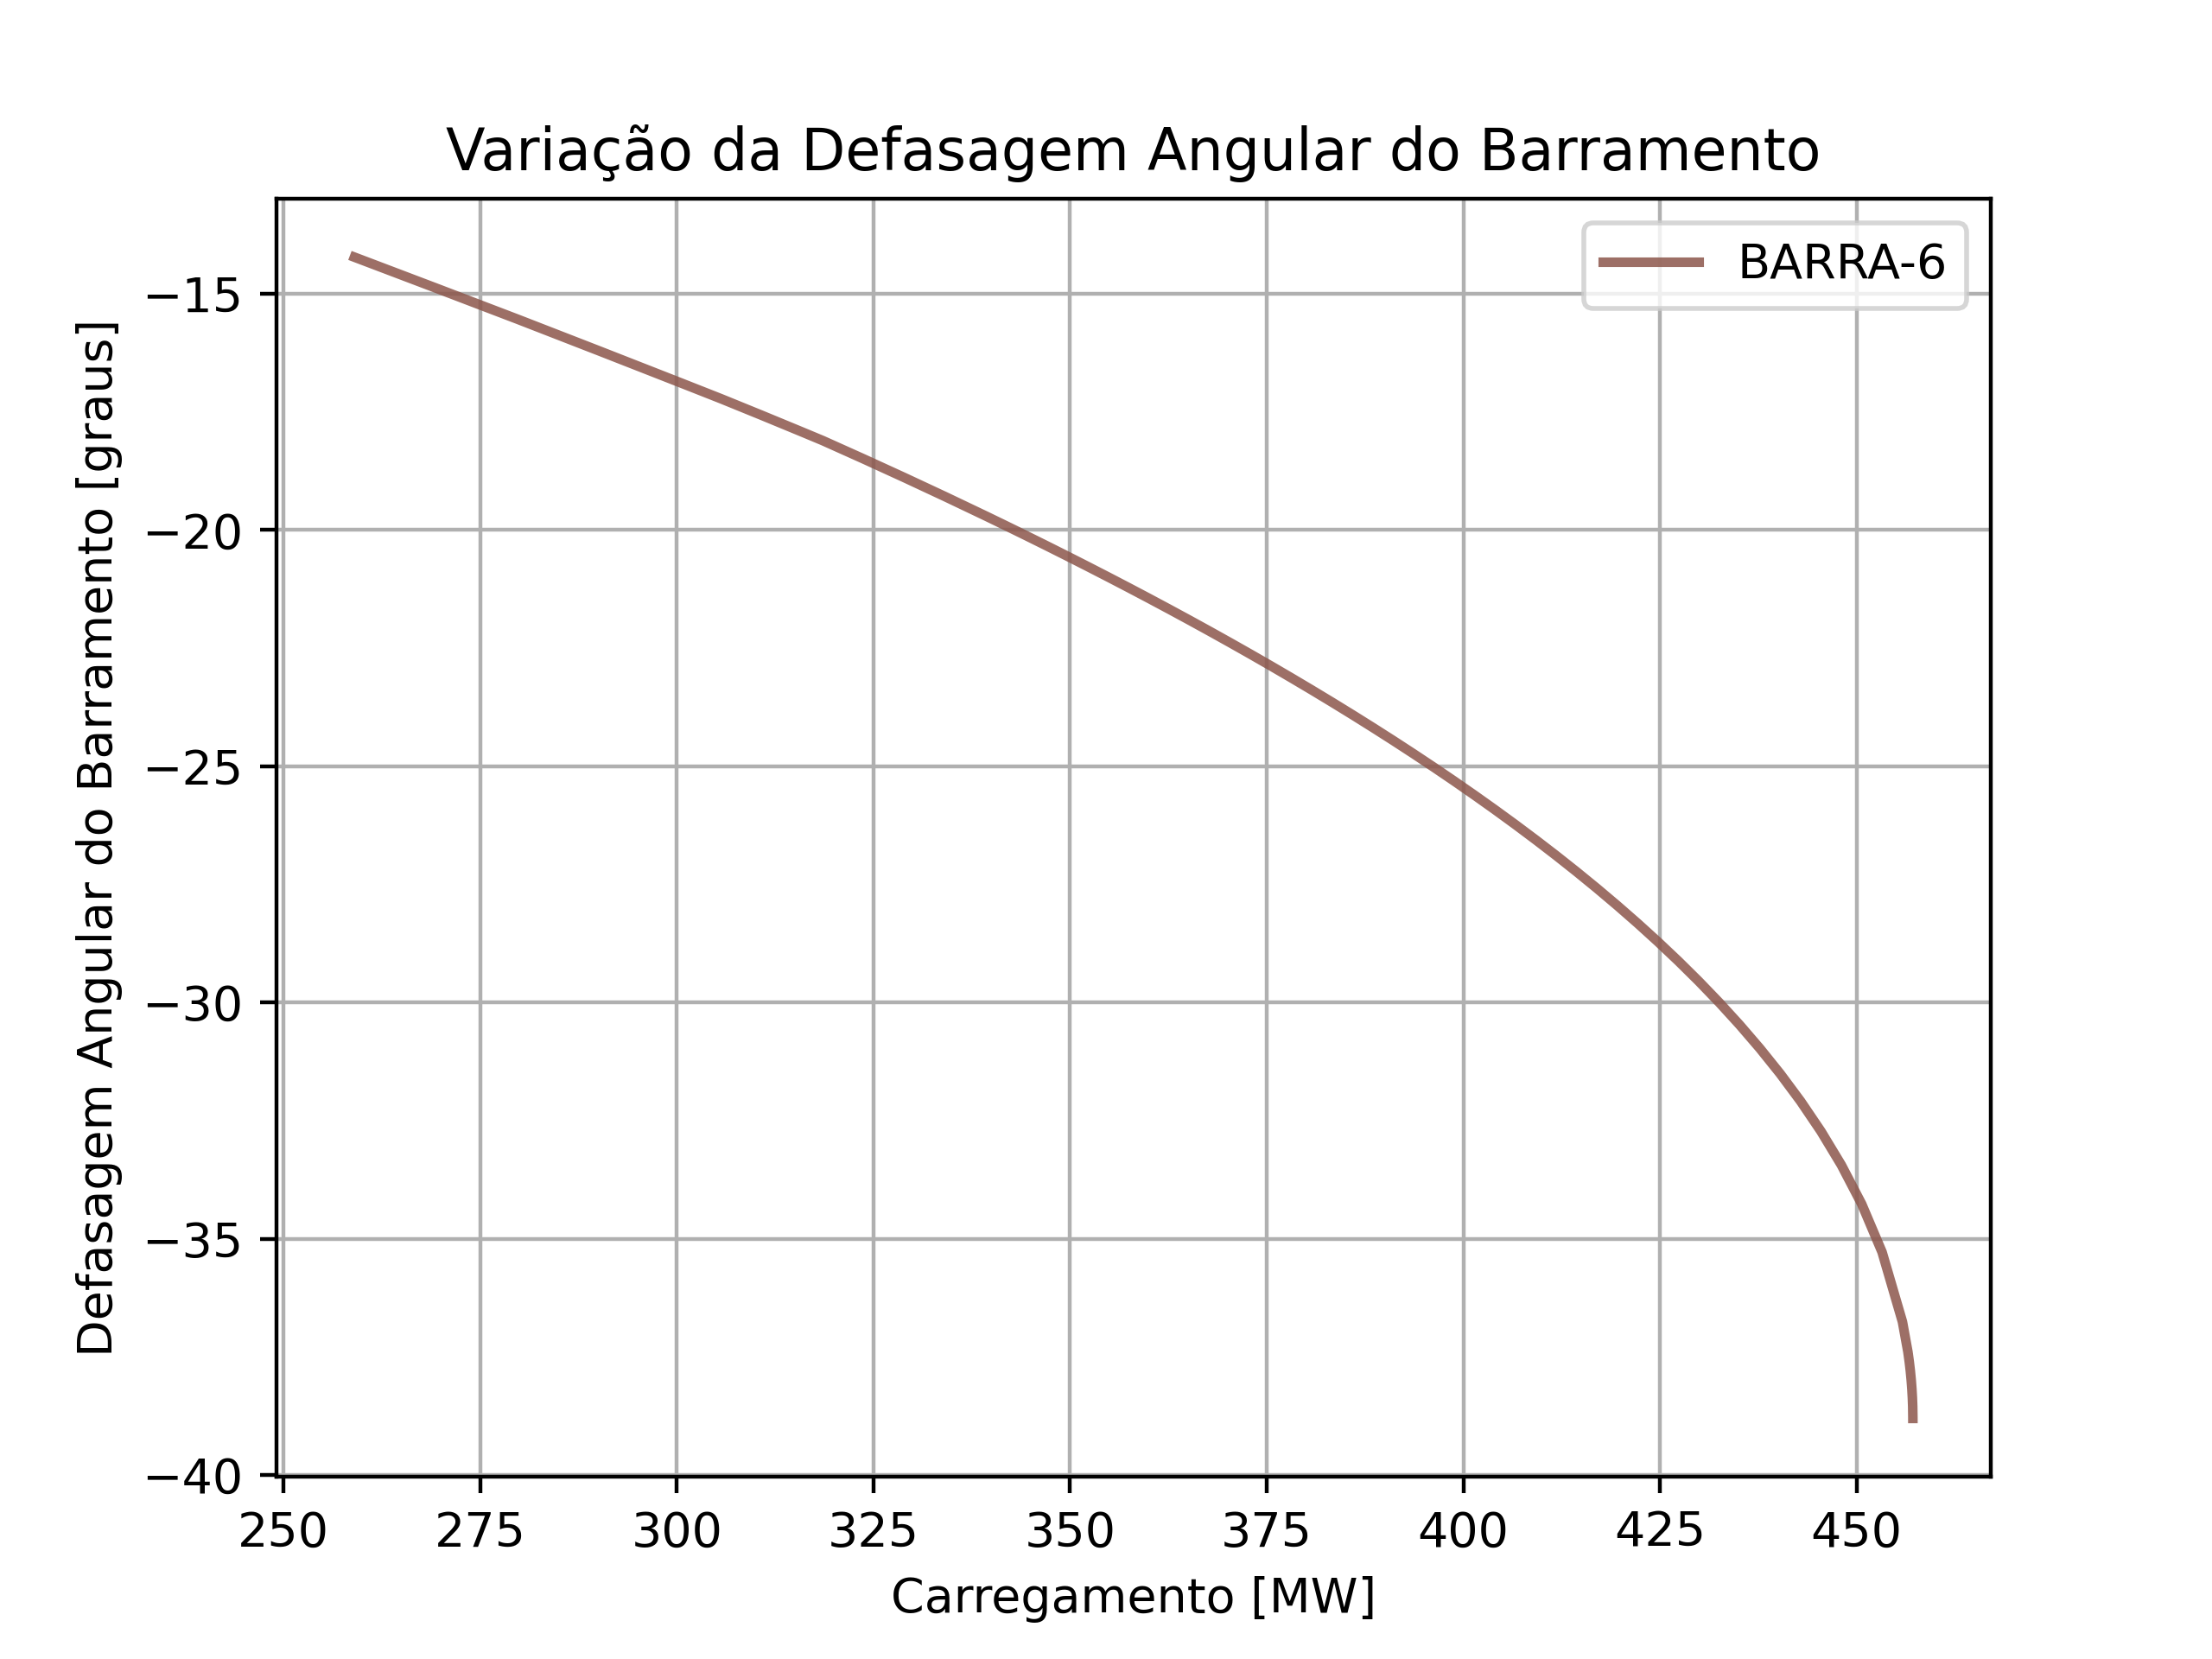 Variação da Defasagem Angular do Barramento
BARRA-6
Defasagem Angular do Barramento [graus]
−15
−20
−25
−30
−35
−40
250 275 300 325 350 375 400 425 450
Carregamento [MW]